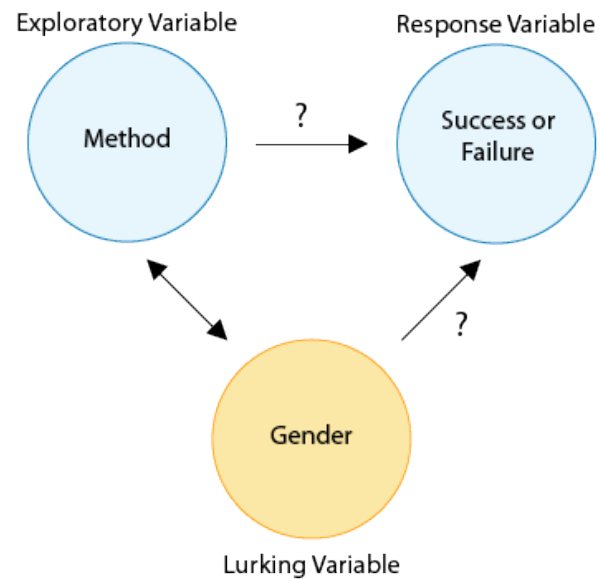 Exploratory Variable
Response Variable
Method
?
Success or
Failure
?
Gender
Lurking Variable